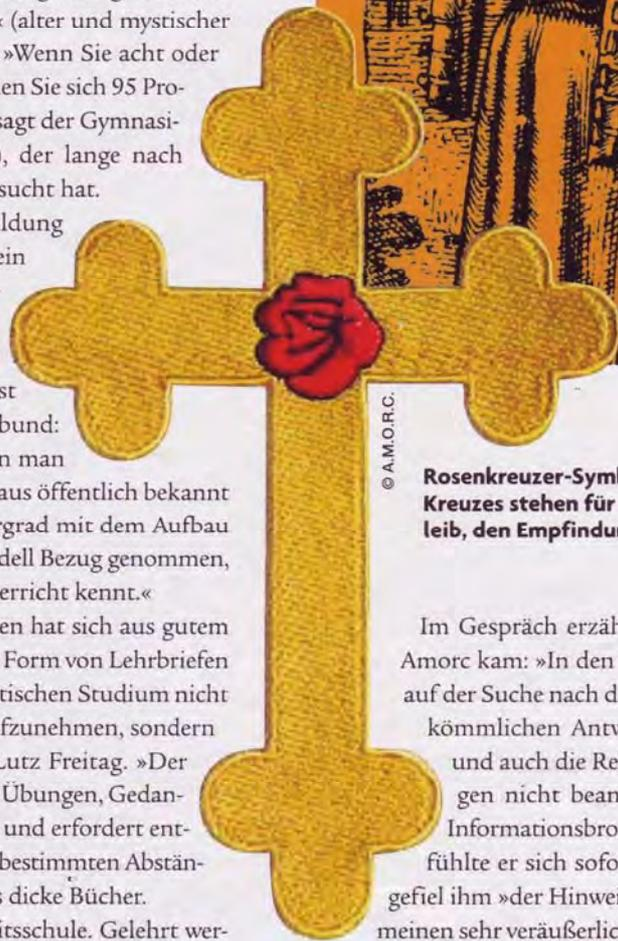 « (alter und mystischer
»Wenn Sie acht oder
en Sie sich 95 Pro-
sagt der Gymnasi-
), der lange nach
sucht hat.
ldung
ein
st
bund:
n man
aus öffentlich bekannt
rgrad mit dem Aufbau
dell Bezug genommen,
erricht kennt.«
en hat sich aus gutem
Form von Lehrbriefen
tischen Studium nicht
fzunehmen, sondern
Lutz Freitag. »Der
Übungen, Gedan-
und erfordert ent-
bestimmten Abstän-
s dicke Bücher.
itsschule. Gelehrt wer-
© A.M.O.R.C.
Rosenkreuzer-Symb
Kreuzes stehen für
leib, den Empfindu
Im Gespräch erzäh
Amorc kam: »In den
auf der Suche nach d
kömmlichen Antw
und auch die Re
gen nicht bean
Informationsbro
fühlte er sich sofo
gefiel ihm »der Hinwei
meinen sehr veräußerlic